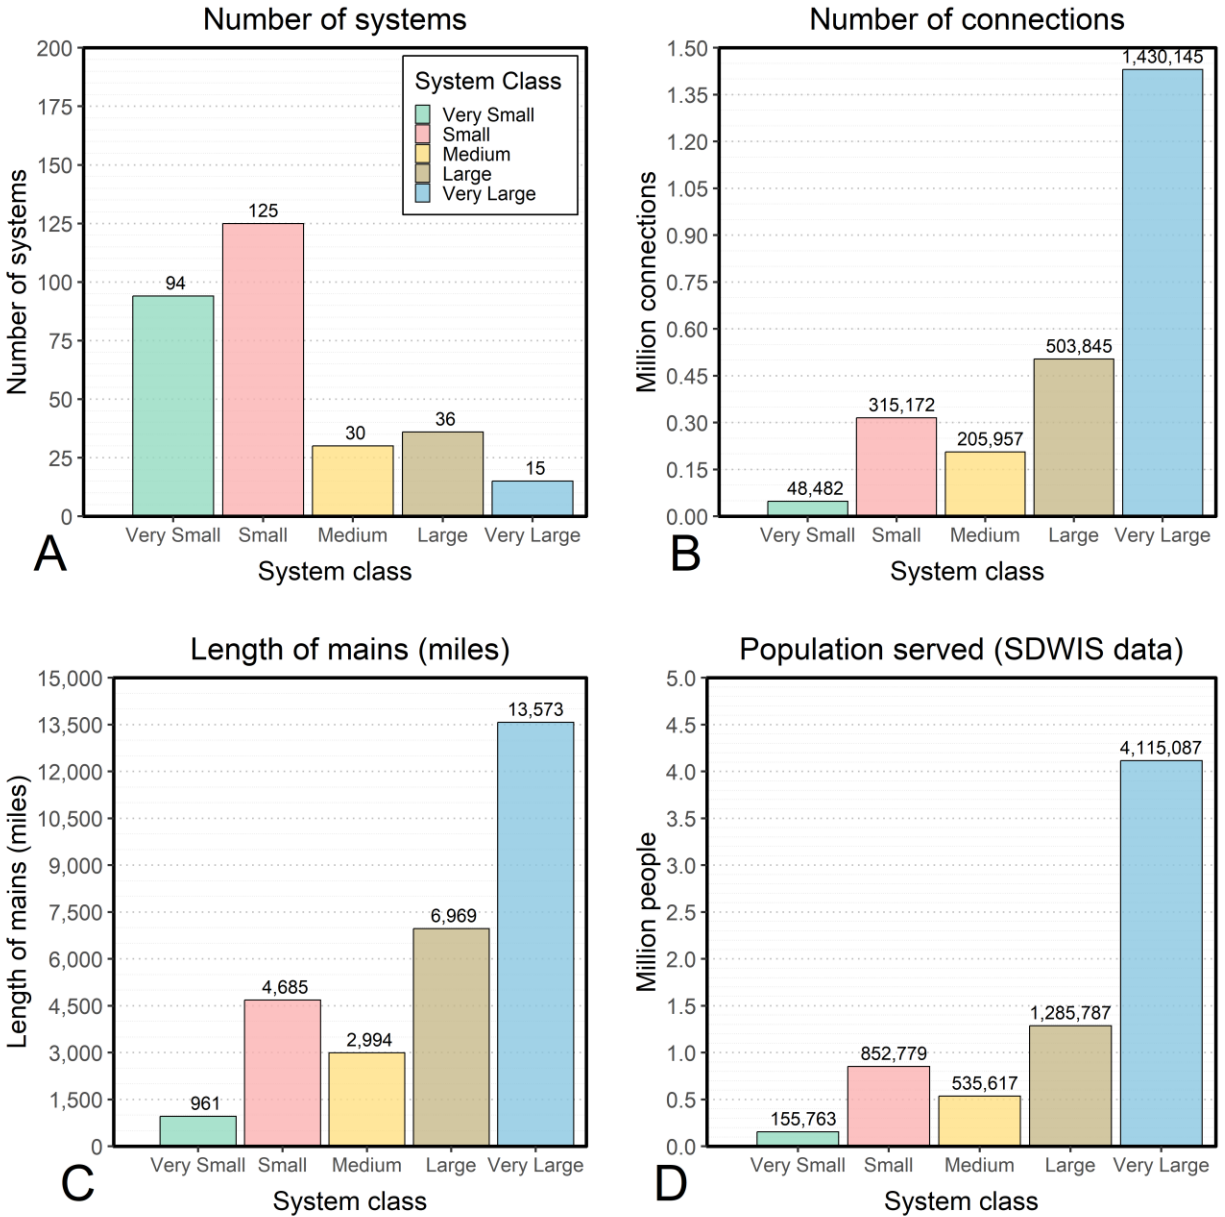 Number of systems
200
175
150
125
100
75
50
25
0
Number of systems
System Class
Very Small
Small
Medium
Large
Very Large
94
125
30
36
15
Very Small Small Medium Large Very Large
System class
A
Number of connections
1.50
1.35
1.20
1.05
0.90
0.75
0.60
0.45
0.30
0.15
0.00
Million connections
48,482
315,172
205,957
503,845
1,430,145
Very Small Small Medium Large Very Large
System class
B
Length of mains (miles)
15,000
13,500
12,000
10,500
9,000
7,500
6,000
4,500
3,000
1,500
0
Length of mains (miles)
961
4,685
2,994
6,969
13,573
Very Small Small Medium Large Very Large
System class
C
Population served (SDWIS data)
5.0
4.5
4.0
3.5
3.0
2.5
2.0
1.5
1.0
0.5
0.0
Million people
155,763
852,779
535,617
1,285,787
4,115,087
Very Small Small Medium Large Very Large
System class
D